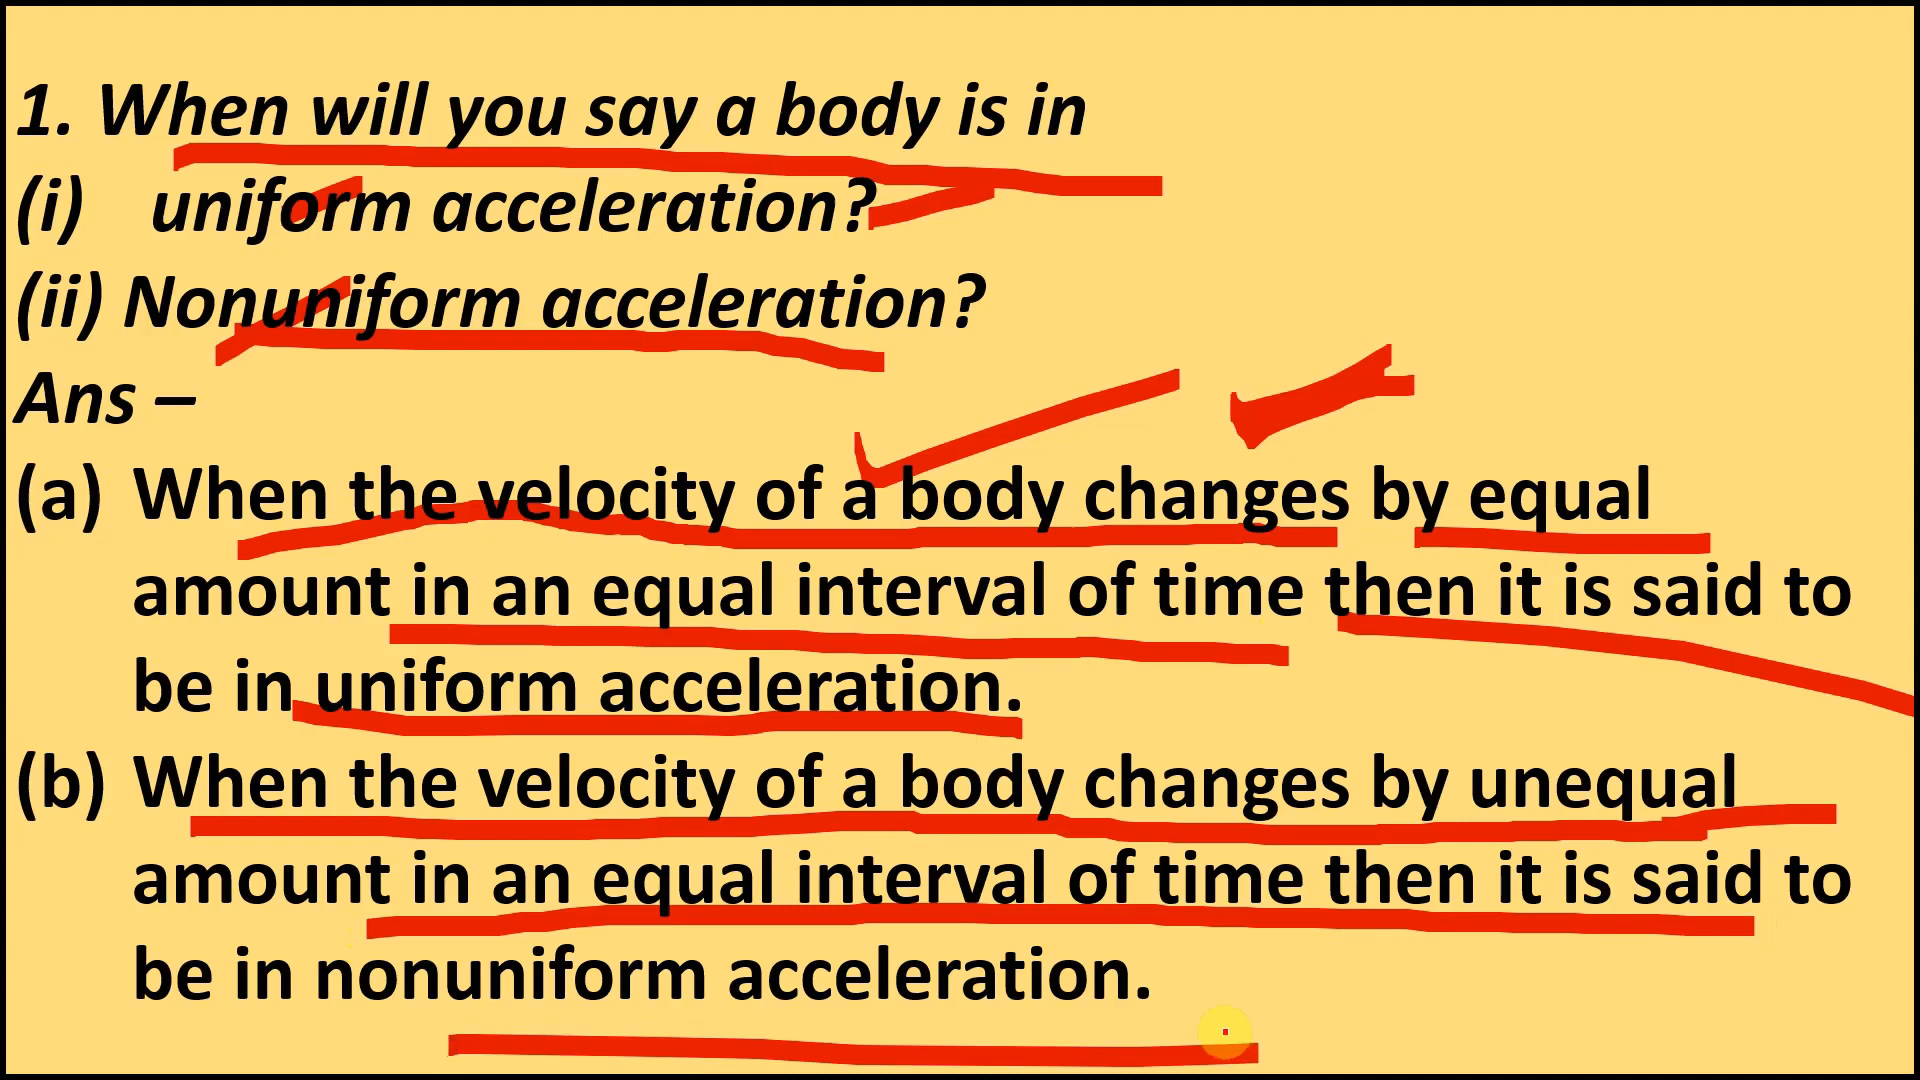 1. When will you say a body is in
(i) uniform acceleration?
(ii) Nonuniform acceleration?
Ans –
(a) When the velocity of a body changes by equal
amount in an equal interval of time then it is said to
be in uniform acceleration.
(b) When the velocity of a body changes by unequal
amount in an equal interval of time then it is said to
be in nonuniform acceleration.